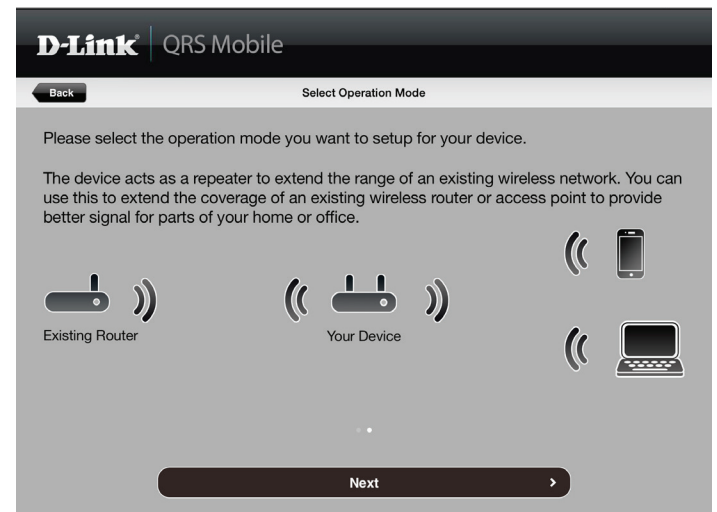 D-Link® QRS Mobile
Back
Select Operation Mode
Please select the operation mode you want to setup for your device.
The device acts as a repeater to extend the range of an existing wireless network. You can
use this to extend the coverage of an existing wireless router or access point to provide
better signal for parts of your home or office.
Existing Router
Your Device
Next